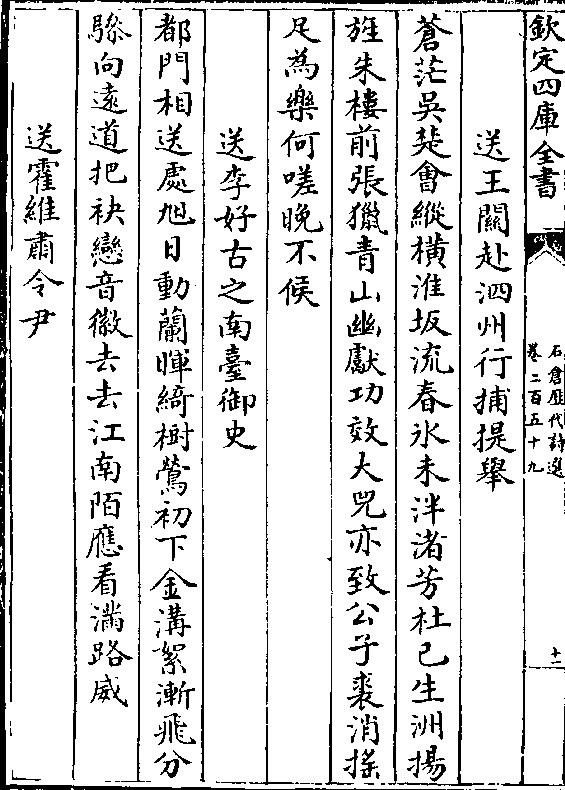 欽定四庫全書
石倉歷代詩選
卷二百五十九
十一
送王闗赴泗州行捕提舉
蒼茫吳楚會縱横淮坂流春氷未泮渚芳杜已生洲揚
旌朱樓前張獵青山幽獻功效大兕亦致公子裘消摇
足為樂何嗟晚不候
送李好古之南臺御史
都門相送處旭日動蘭暉綺樹鶯初下金溝絮漸飛分
驂向遠道把袂戀音徽去去江南陌應看滿路威
送霍維肅令尹